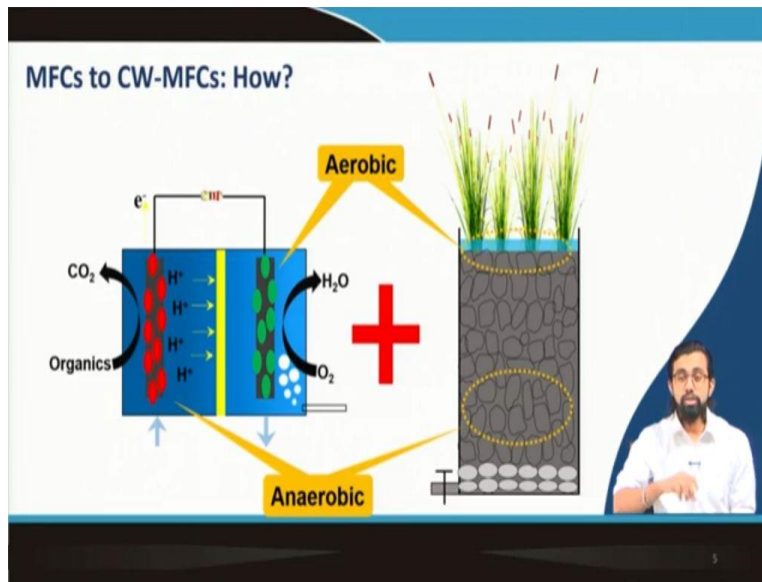 MFCs to CW-MFCs: How?
Aerobic
e⁻
CO₂
H⁺
H₂O
H⁺
H⁺
Organics
H⁺
O₂
H⁺
Anaerobic
5